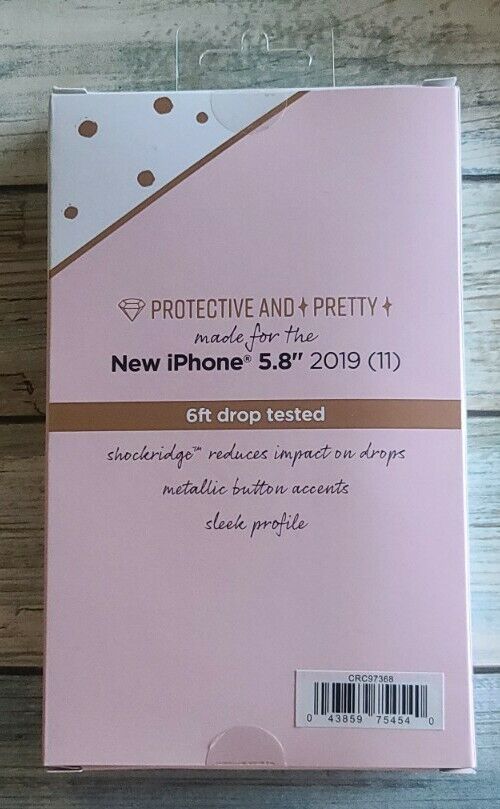 PROTECTIVE AND PRETTY
made for the
New iPhone® 5.8" 2019 (11)
6ft drop tested
shockridge™ reduces impact on drops
metallic button accents
sleek profile
CRC97368
0 43859 75454 0